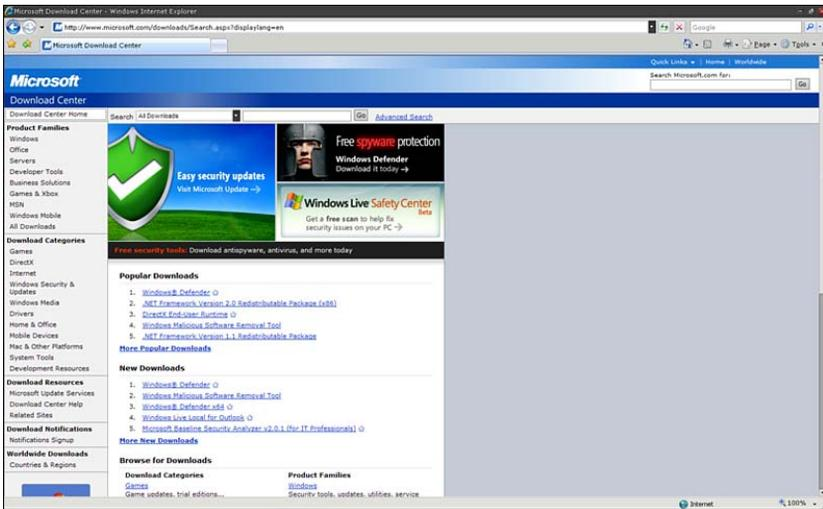 Microsoft Download Center - Windows Internet Explorer
http://www.microsoft.com/downloads/Search.aspx?displaylang=en
Google
Microsoft Download Center
Page
Tools
Quick Links | Home | Worldwide
Microsoft
Search Microsoft.com for:
Go
Download Center
Download Center Home
Search All Downloads Go Advanced Search
Product Families
Windows
Office
Servers
Developer Tools
Business Solutions
Games & Xbox
MSN
Windows Mobile
All Downloads
Download Categories
Games
DirectX
Internet
Windows Security &
Updates
Windows Media
Drivers
Home & Office
Mobile Devices
Mac & Other Platforms
System Tools
Development Resources
Download Resources
Microsoft Update Services
Download Center Help
Related Sites
Download Notifications
Notifications Signup
Worldwide Downloads
Countries & Regions
Easy security updates
Visit Microsoft Update
Free spyware protection
Windows Defender
Download it today
Windows Live Safety Center
Beta
Get a free scan to help fix
security issues on your PC
Free security tools: Download antispyware, antivirus, and more today
Popular Downloads
1. Windows® Defender
2. .NET Framework Version 2.0 Redistributable Package (x86)
3. DirectX End-User Runtime
4. Windows Malicious Software Removal Tool
5. .NET Framework Version 1.1 Redistributable Package
More Popular Downloads
New Downloads
1. Windows® Defender
2. Windows Malicious Software Removal Tool
3. Windows® Defender x64
4. Windows Live Local for Outlook
5. Microsoft Baseline Security Analyzer v2.0.1 (for IT Professionals)
More New Downloads
Browse for Downloads
Download Categories
Games
Game updates, trial editions...
Product Families
Windows
Security tools, updates, utilities, service
Internet
100%